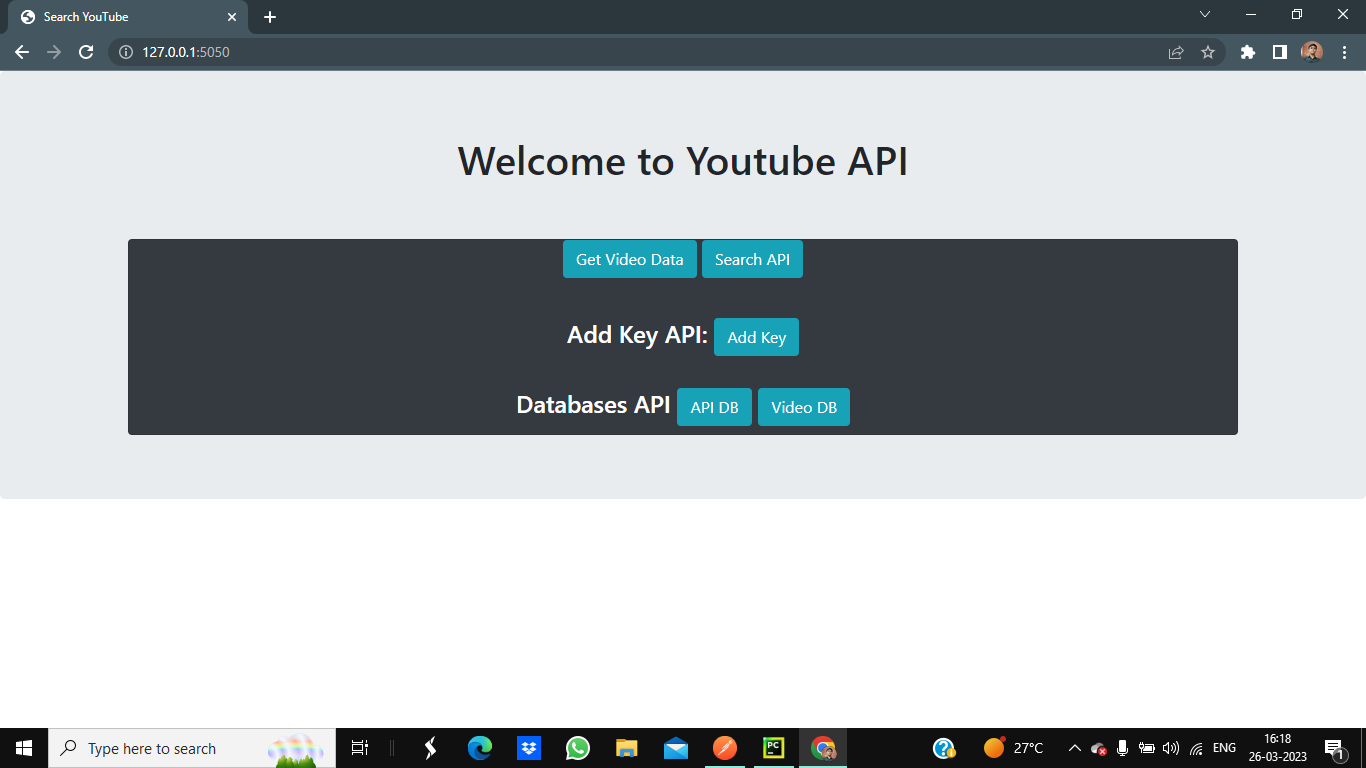 Search YouTube
127.0.0.1:5050
Welcome to Youtube API
Get Video Data Search API
Add Key API: Add Key
Databases API API DB Video DB
Type here to search
PC
27°C
ENG
16:18
26-03-2023
1